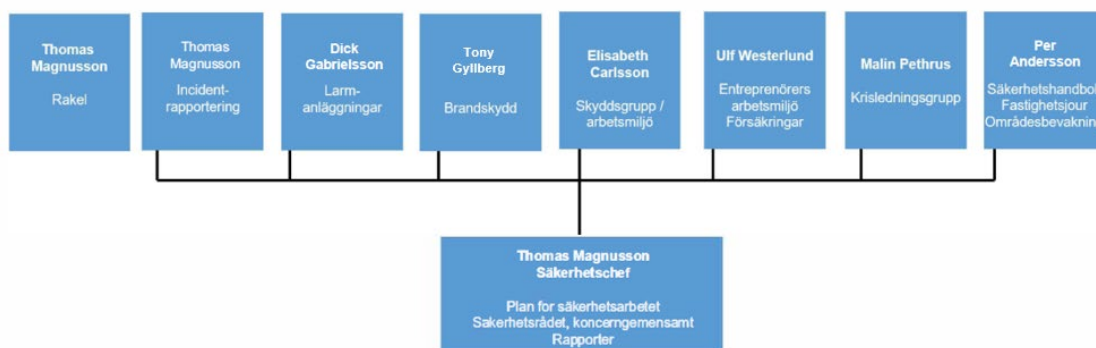 Thomas
Magnusson
Rakel
Thomas
Magnusson
Incident-
rapportering
Dick
Gabrielsson
Larm-
anläggningar
Tony
Gyllberg
Brandskydd
Elisabeth
Carlsson
Skyddsgrupp /
arbetsmiljö
Ulf Westerlund
Entreprenörers
arbetsmiljö
Försäkringar
Malin Pethrus
Krisledningsgrupp
Per
Andersson
Säkerhetshandbok
Fastighetsjour
Områdesbevaknin
Thomas Magnusson
Säkerhetschef
Plan for säkerhetsarbetet
Sakerhetsrådet, koncerngemensamt
Rapporter